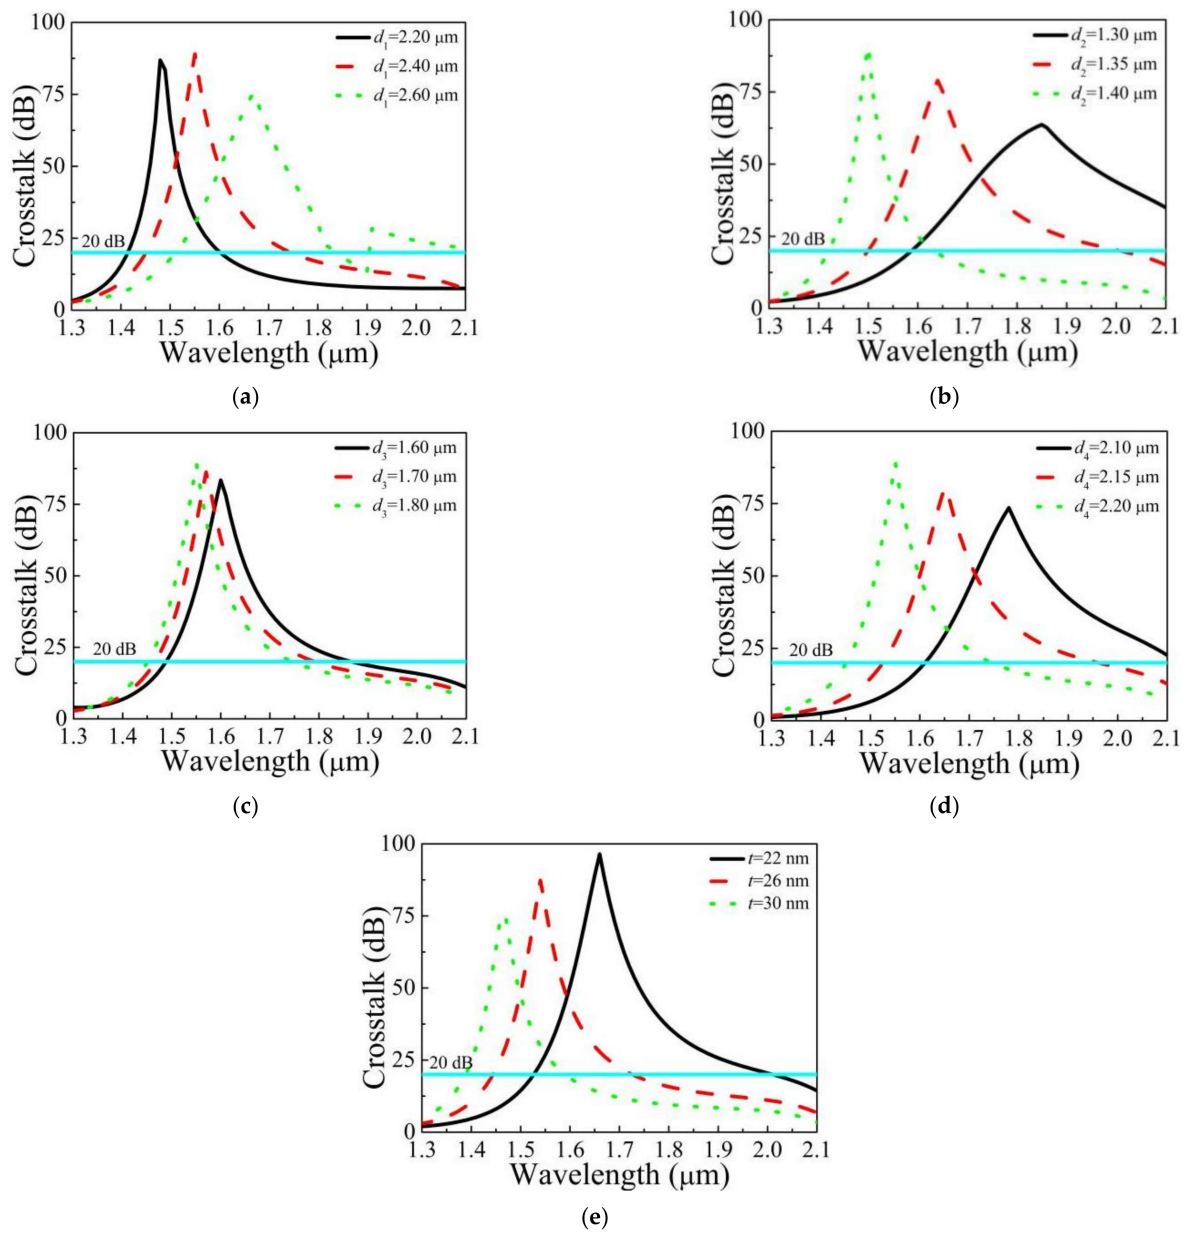 100
75
50
25
0
Crosstalk (dB)
d1=2.20 μm
d1=2.40 μm
d1=2.60 μm
20 dB
1.3 1.4 1.5 1.6 1.7 1.8 1.9 2.0 2.1
Wavelength (μm)
(a)
100
75
50
25
0
Crosstalk (dB)
d2=1.30 μm
d2=1.35 μm
d2=1.40 μm
20 dB
1.3 1.4 1.5 1.6 1.7 1.8 1.9 2.0 2.1
Wavelength (μm)
(b)
100
75
50
25
0
Crosstalk (dB)
d3=1.60 μm
d3=1.70 μm
d3=1.80 μm
20 dB
1.3 1.4 1.5 1.6 1.7 1.8 1.9 2.0 2.1
Wavelength (μm)
(c)
100
75
50
25
0
Crosstalk (dB)
d4=2.10 μm
d4=2.15 μm
d4=2.20 μm
20 dB
1.3 1.4 1.5 1.6 1.7 1.8 1.9 2.0 2.1
Wavelength (μm)
(d)
100
75
50
25
0
Crosstalk (dB)
t=22 nm
t=26 nm
t=30 nm
20 dB
1.3 1.4 1.5 1.6 1.7 1.8 1.9 2.0 2.1
Wavelength (μm)
(e)